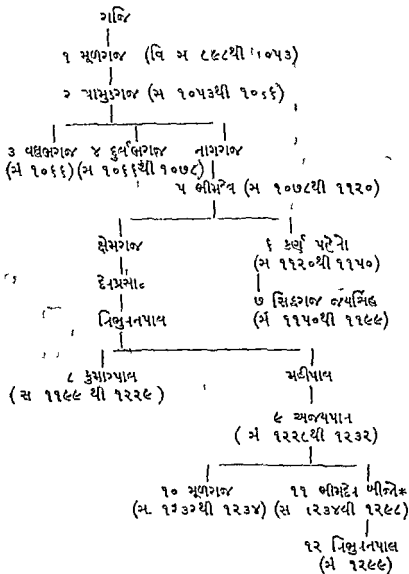 રાજિ
૧ મૂળરાજ (વિ સ ૮૯૮થી ૧૦૫૩)
૨ ચામુડરાજ (સ ૧૦૫૩થી ૧૦૬૬)
૩ વલ્લભરાજ ૪ દુર્લભરાજ નાગરાજ
(સં ૧૦૬૬) (સ ૧૦૬૬થી ૧૦૭૮)
૫ ભીમદેવ (સ ૧૦૭૮થી ૧૧૨૦)
ક્ષેમરાજ ૬ કર્ણ પહેલો
(સ ૧૧૨૦થી ૧૧૫૦)
દેવપ્રસાદ
૭ સિદ્ધરાજ જયસિંહ
ત્રિભુવનપાલ (સં ૧૧૫૦થી ૧૧૯૯)
૮ કુમારપાલ મહીપાલ
(સ ૧૧૯૯ થી ૧૨૨૯)
૯ અજયપાલ
(સં ૧૨૨૮થી ૧૨૩૨)
૧૦ મૂળરાજ ૧૧ ભીમદેવ બીજો*
(સ. ૧૨૩૨થી ૧૨૩૪) (સ ૧૨૩૪થી ૧૨૯૮)
૧૨ ત્રિભુવનપાલ
(સં ૧૨૯૯)